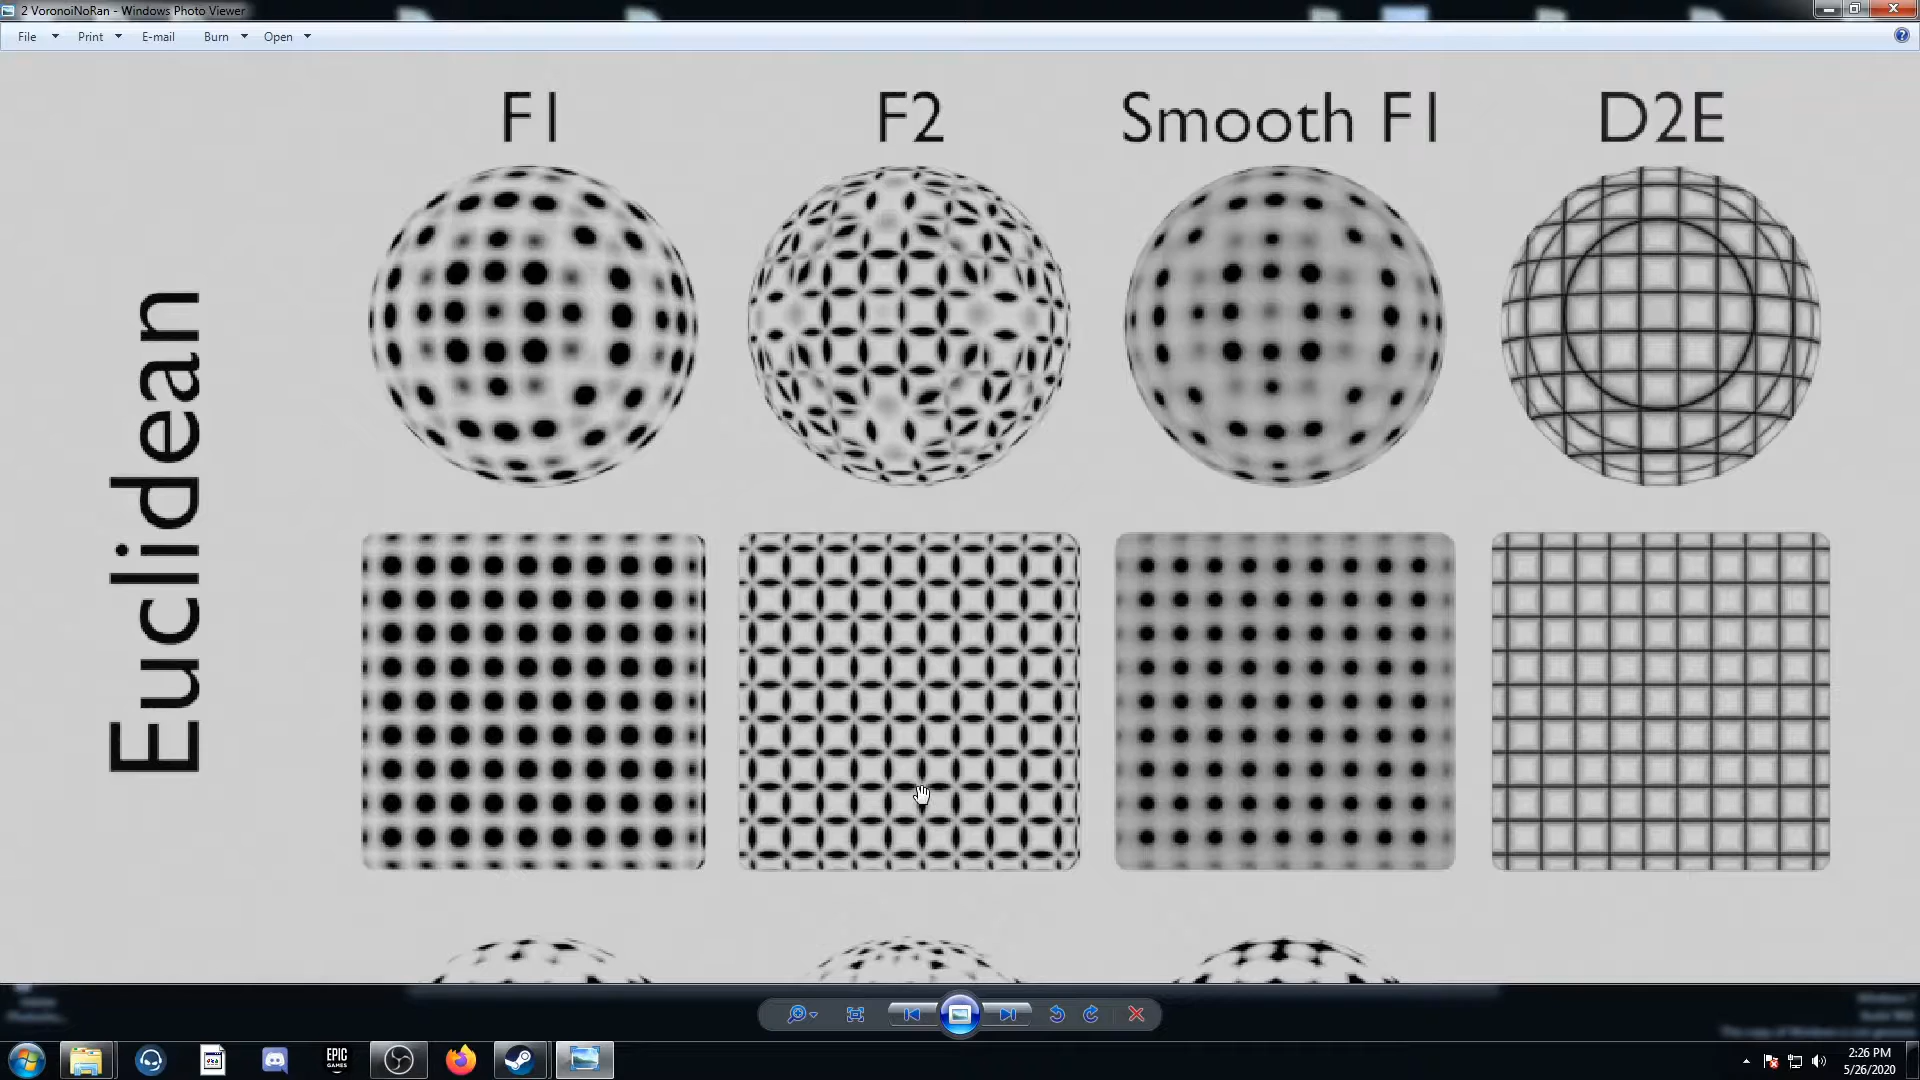 2 VoronoiNoRan - Windows Photo Viewer
File Print E-mail Burn Open
F1 F2 Smooth F1 D2E
Euclidean
EPIC
GAMES
2:26 PM
5/26/2020